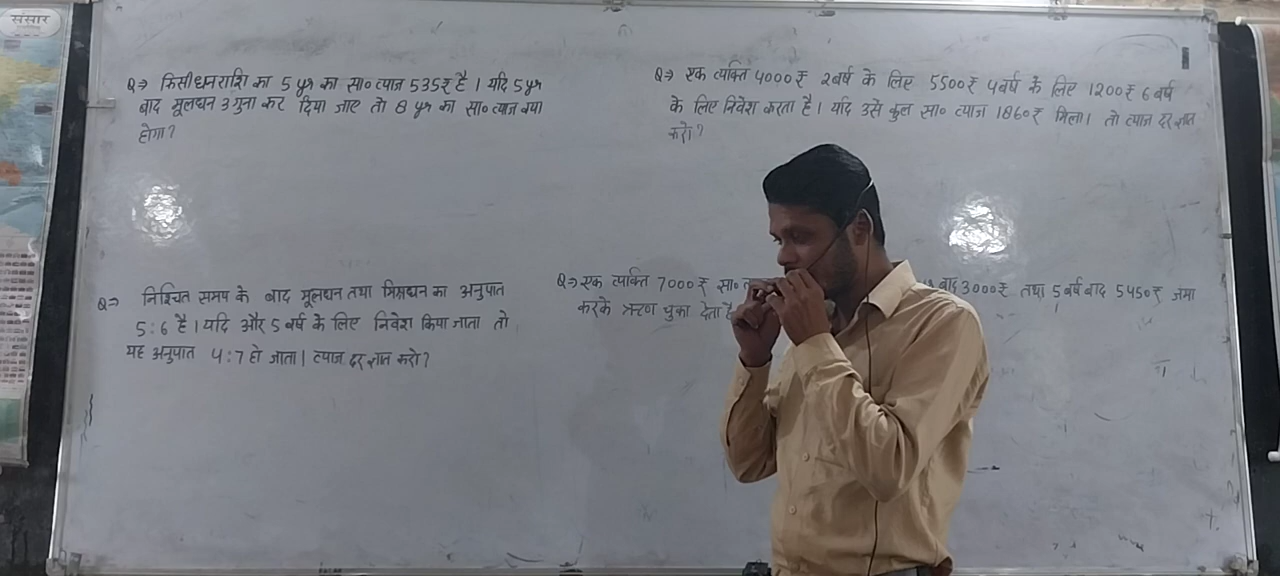 संसार
Q→ किसी धनराशि का 5 yr का सा० ब्याज 535₹ है। यदि 5 yr
बाद मूलधन 3 गुना कर दिया जाए तो 8 yr का सा० ब्याज क्या
होगा?
Q→ एक व्यक्ति 4000₹ 2 वर्ष के लिए 5500₹ 4 वर्ष के लिए 1200₹ 6 वर्ष
के लिए निवेश करता है। यदि उसे कुल सा० ब्याज 1860₹ मिला। तो ब्याज दर ज्ञात
करो?
Q→ निश्चित समय के बाद मूलधन तथा मिश्रधन का अनुपात
5:6 है। यदि और 5 वर्ष के लिए निवेश किया जाता तो
यह अनुपात 4:7 हो जाता। ब्याज दर ज्ञात करो?
Q→ एक व्यक्ति 7000₹ सा० बाद 3000₹ तथा 5 वर्ष बाद 5450₹ जमा
करके ऋण चुका देता है